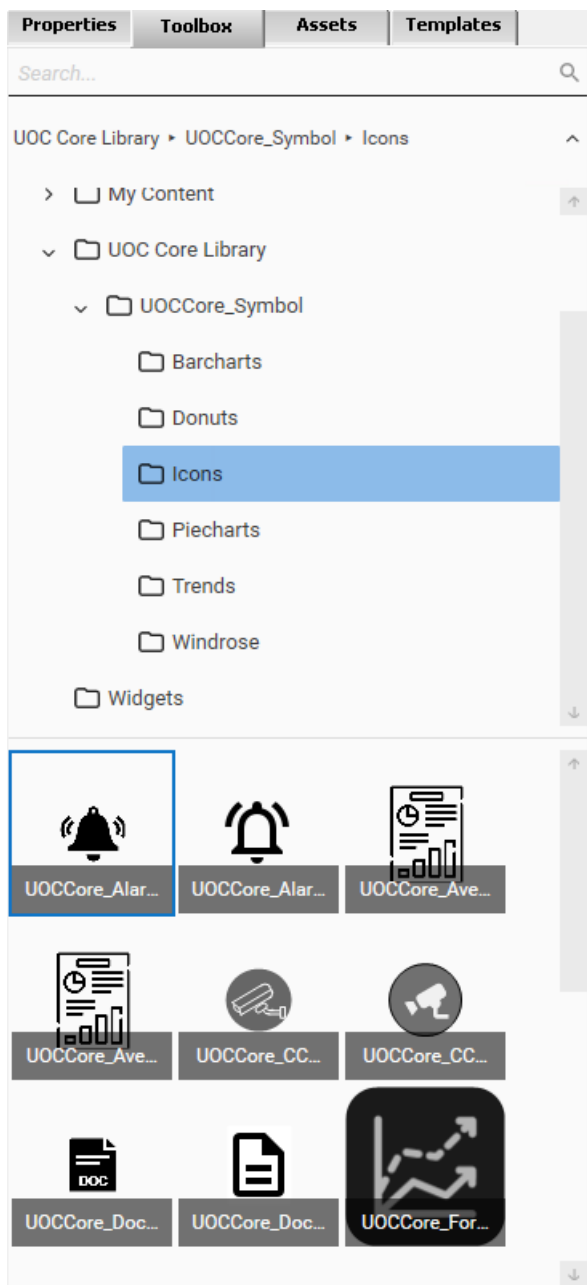 Properties Toolbox Assets Templates
Search...
UOC Core Library ‣ UOCCore_Symbol ‣ Icons
My Content
UOC Core Library
UOCCore_Symbol
Barcharts
Donuts
Icons
Piecharts
Trends
Windrose
Widgets
UOCCore_Alar... UOCCore_Alar... UOCCore_Ave...
UOCCore_Ave... UOCCore_CC... UOCCore_CC...
DOC
UOCCore_Doc... UOCCore_Doc... UOCCore_For...